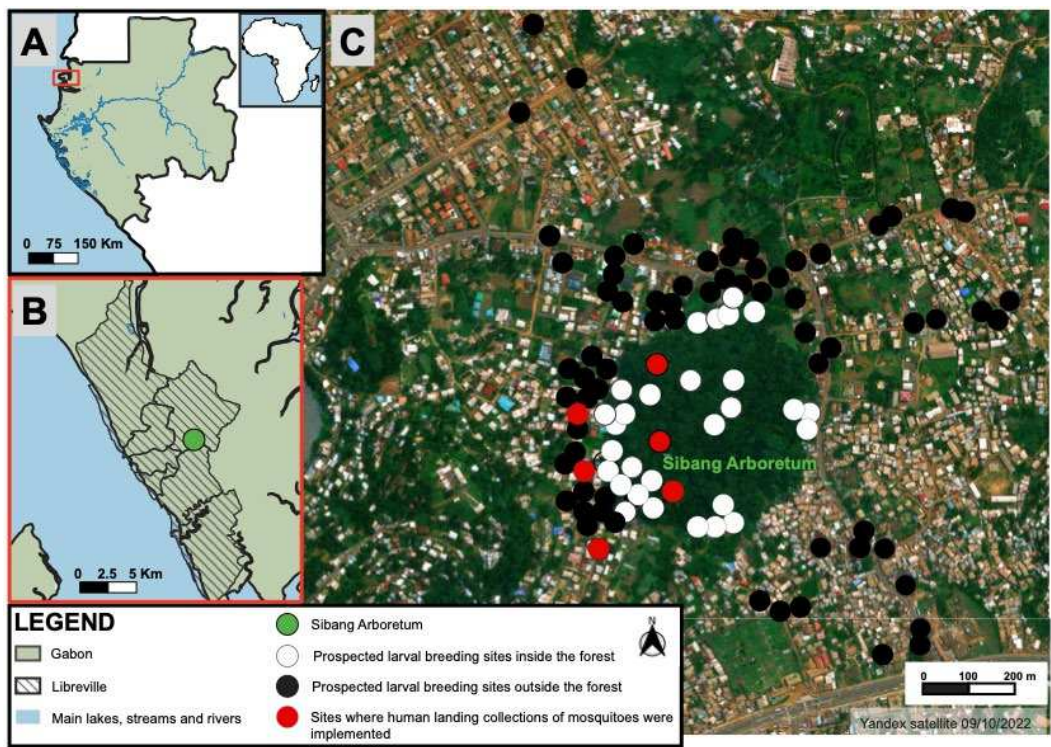 A
0 75 150 Km
B
0 2.5 5 Km
C
Sibang Arboretum
0 100 200 m
Yandex satellite 09/10/2022
LEGEND
Gabon
Libreville
Main lakes, streams and rivers
Sibang Arboretum
Prospected larval breeding sites inside the forest
Prospected larval breeding sites outside the forest
Sites where human landing collections of mosquitoes were
implemented
N